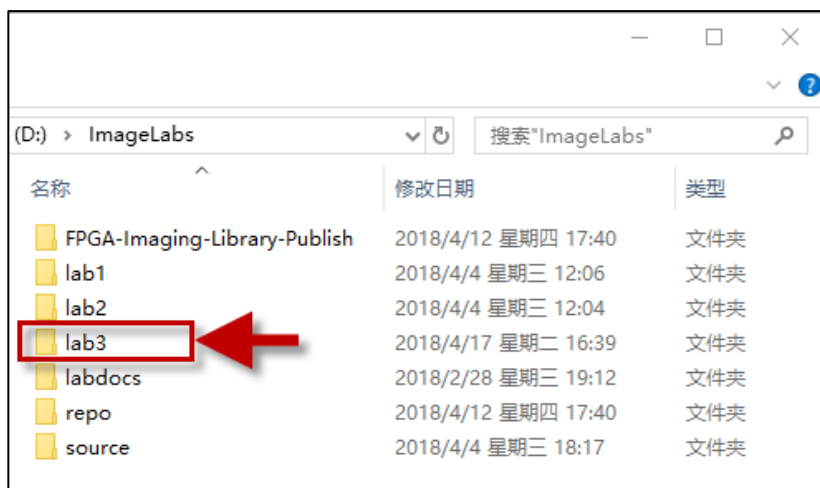 (D:) > ImageLabs 搜索"ImageLabs"
名称 修改日期 类型
FPGA-Imaging-Library-Publish 2018/4/12 星期四 17:40 文件夹
lab1 2018/4/4 星期三 12:06 文件夹
lab2 2018/4/4 星期三 12:04 文件夹
lab3 2018/4/17 星期二 16:39 文件夹
labdocs 2018/2/28 星期三 19:12 文件夹
repo 2018/4/12 星期四 17:40 文件夹
source 2018/4/4 星期三 18:17 文件夹